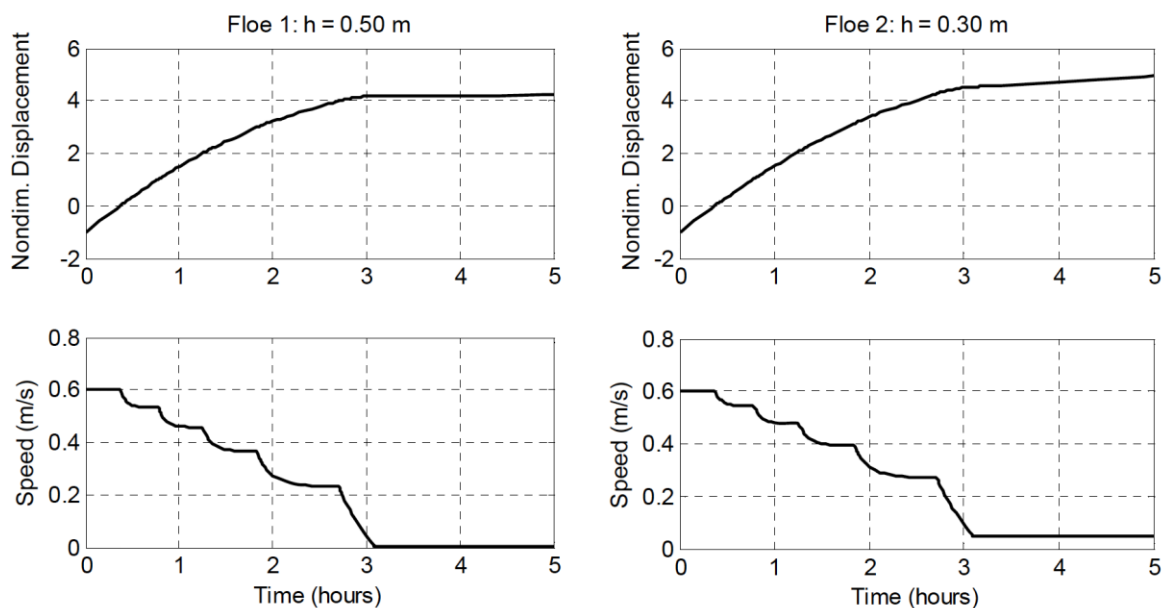 Floe 1: h = 0.50 m
Nondim. Displacement
6
4
2
0
-2
0 1 2 3 4 5
Floe 2: h = 0.30 m
Nondim. Displacement
6
4
2
0
-2
0 1 2 3 4 5
Speed (m/s)
0.8
0.6
0.4
0.2
0
0 1 2 3 4 5
Time (hours)
Speed (m/s)
0.8
0.6
0.4
0.2
0
0 1 2 3 4 5
Time (hours)